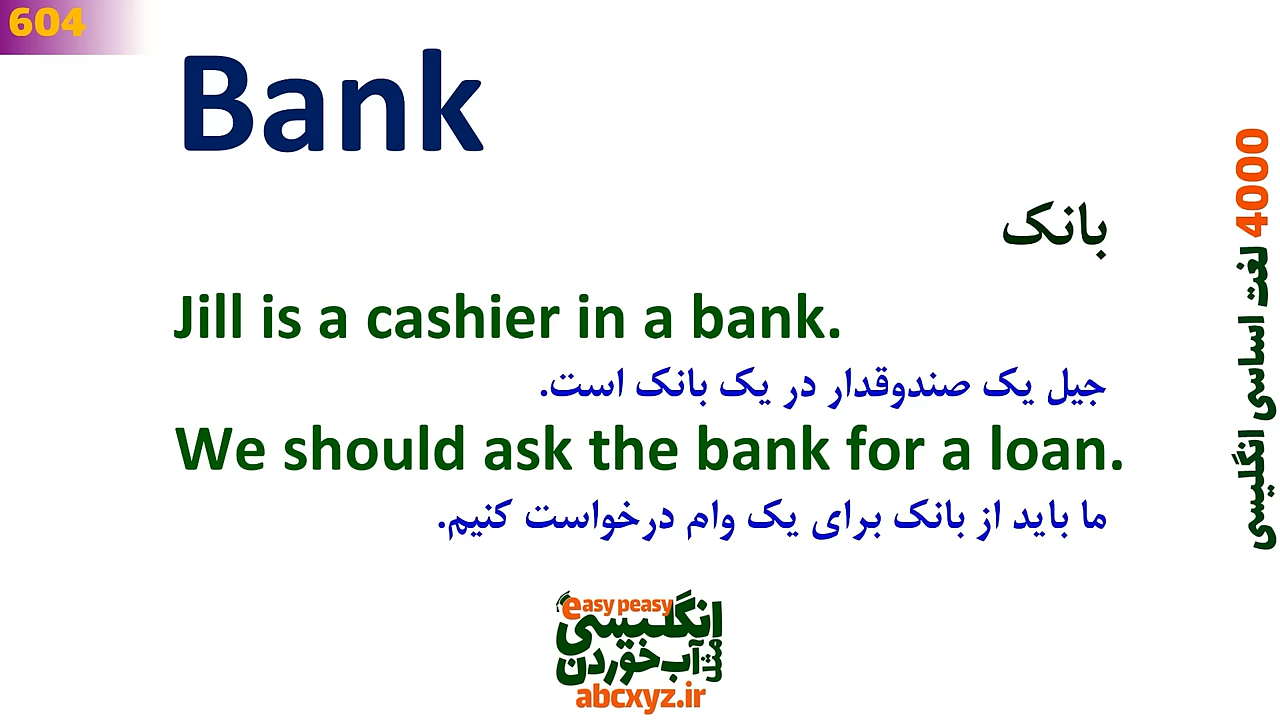 604
Bank
بانک
Jill is a cashier in a bank.
جیل یک صندوقدار در یک بانک است.
We should ask the bank for a loan.
ما باید از بانک برای یک وام درخواست کنیم.
4000 لغت اساسی انگلیسی
easy peasy
انگلیسی
مثل آب خوردن
abcxyz.ir